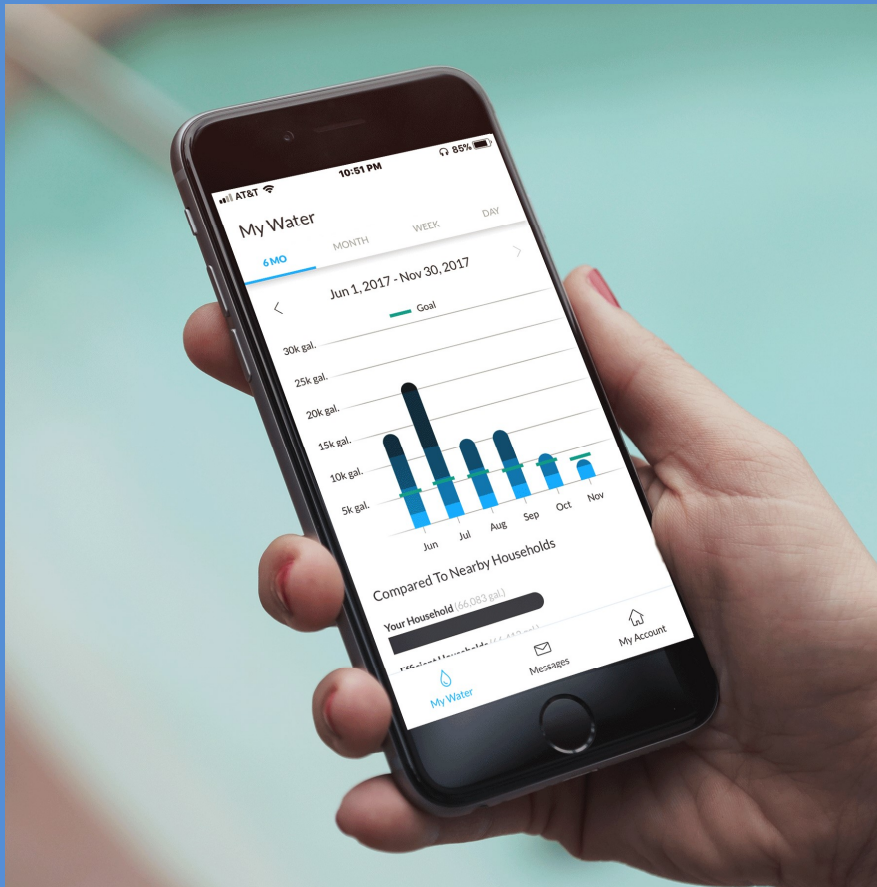 AT&T 10:51 PM 85%
My Water
6 MO MONTH WEEK DAY
Jun 1, 2017 - Nov 30, 2017
Goal
30k gal.
25k gal.
20k gal.
15k gal.
10k gal.
5k gal.
Jun Jul Aug Sep Oct Nov
Compared To Nearby Households
Your Household (66,083 gal.)
Efficient Households
My Water Messages My Account